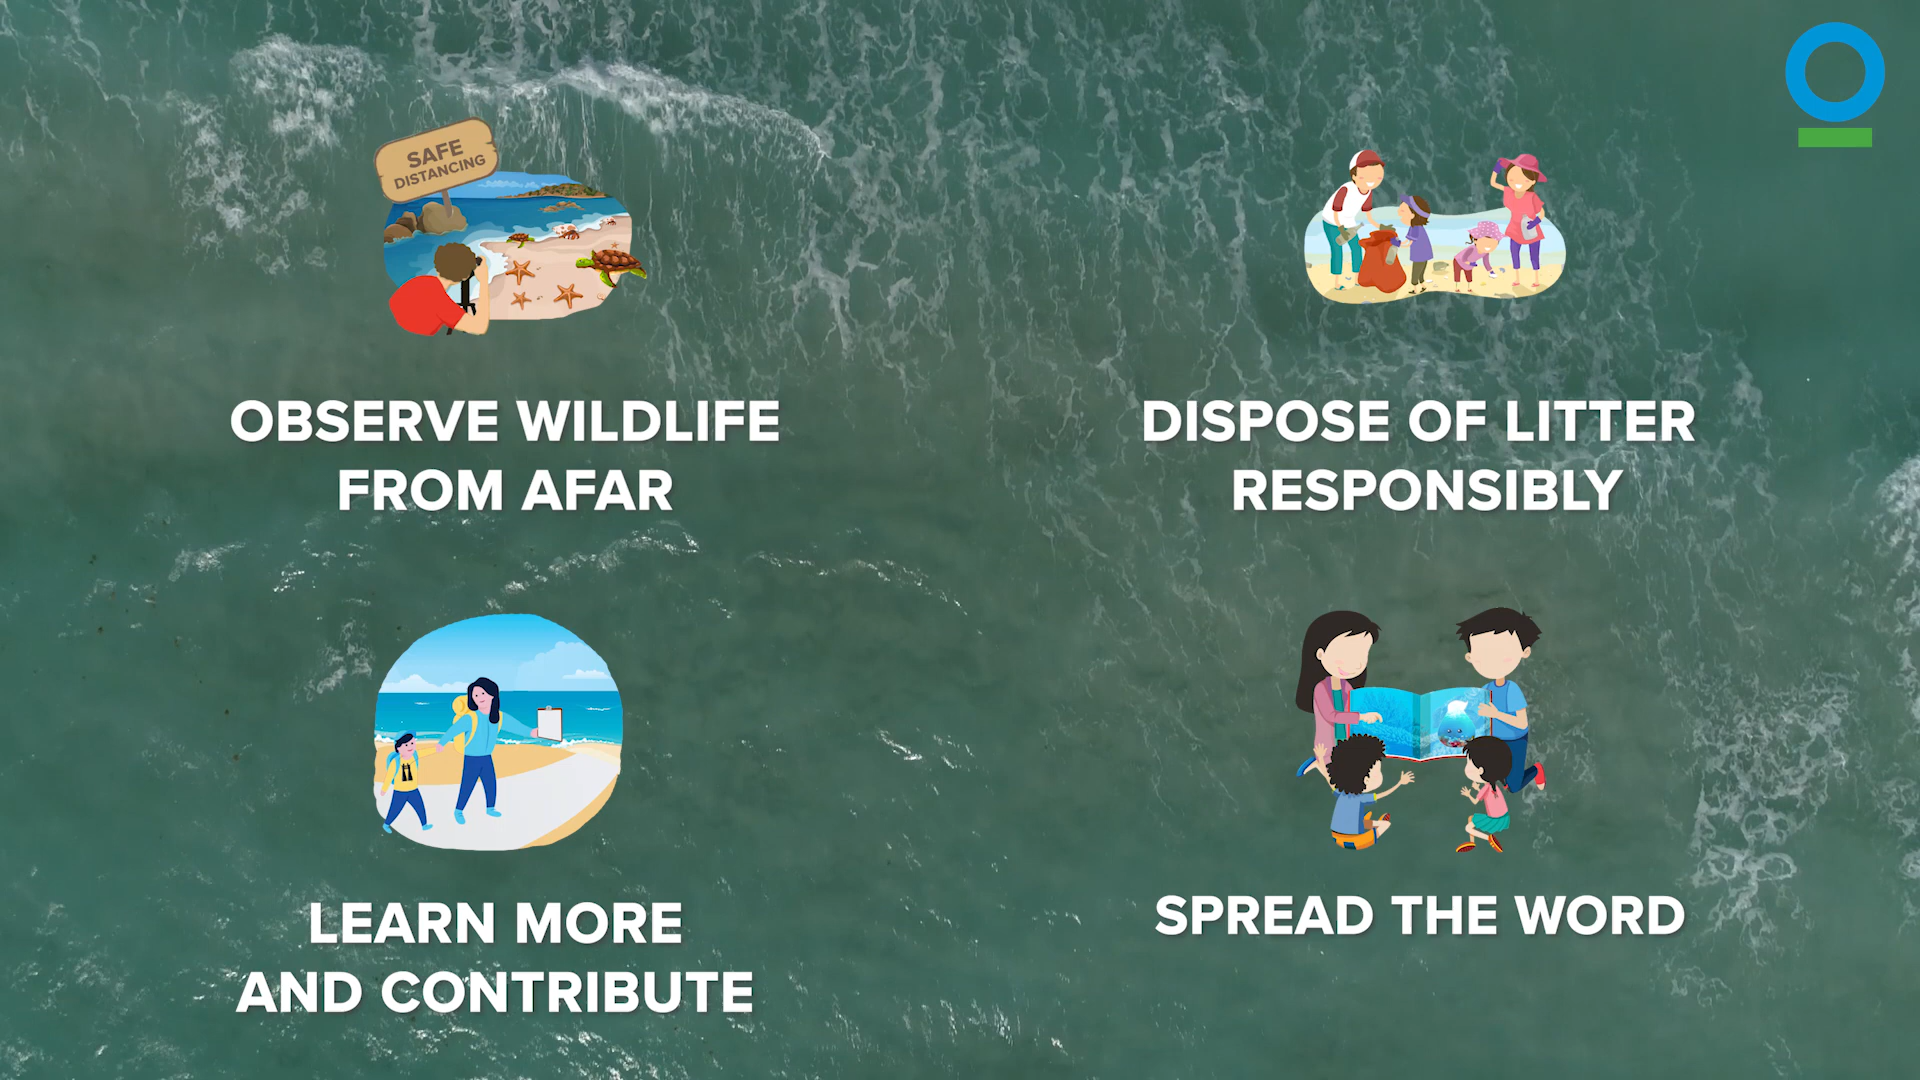 SAFE
DISTANCING
OBSERVE WILDLIFE
FROM AFAR
DISPOSE OF LITTER
RESPONSIBLY
LEARN MORE
AND CONTRIBUTE
SPREAD THE WORD